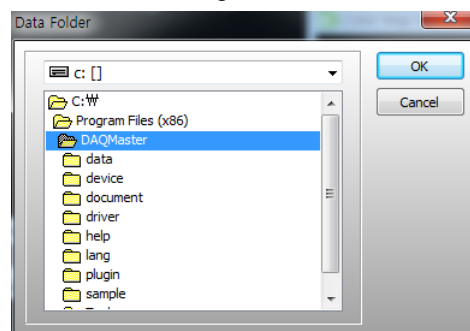 Data Folder
c: []
OK
Cancel
C:₩
Program Files (x86)
DAQMaster
data
device
document
driver
help
lang
plugin
sample